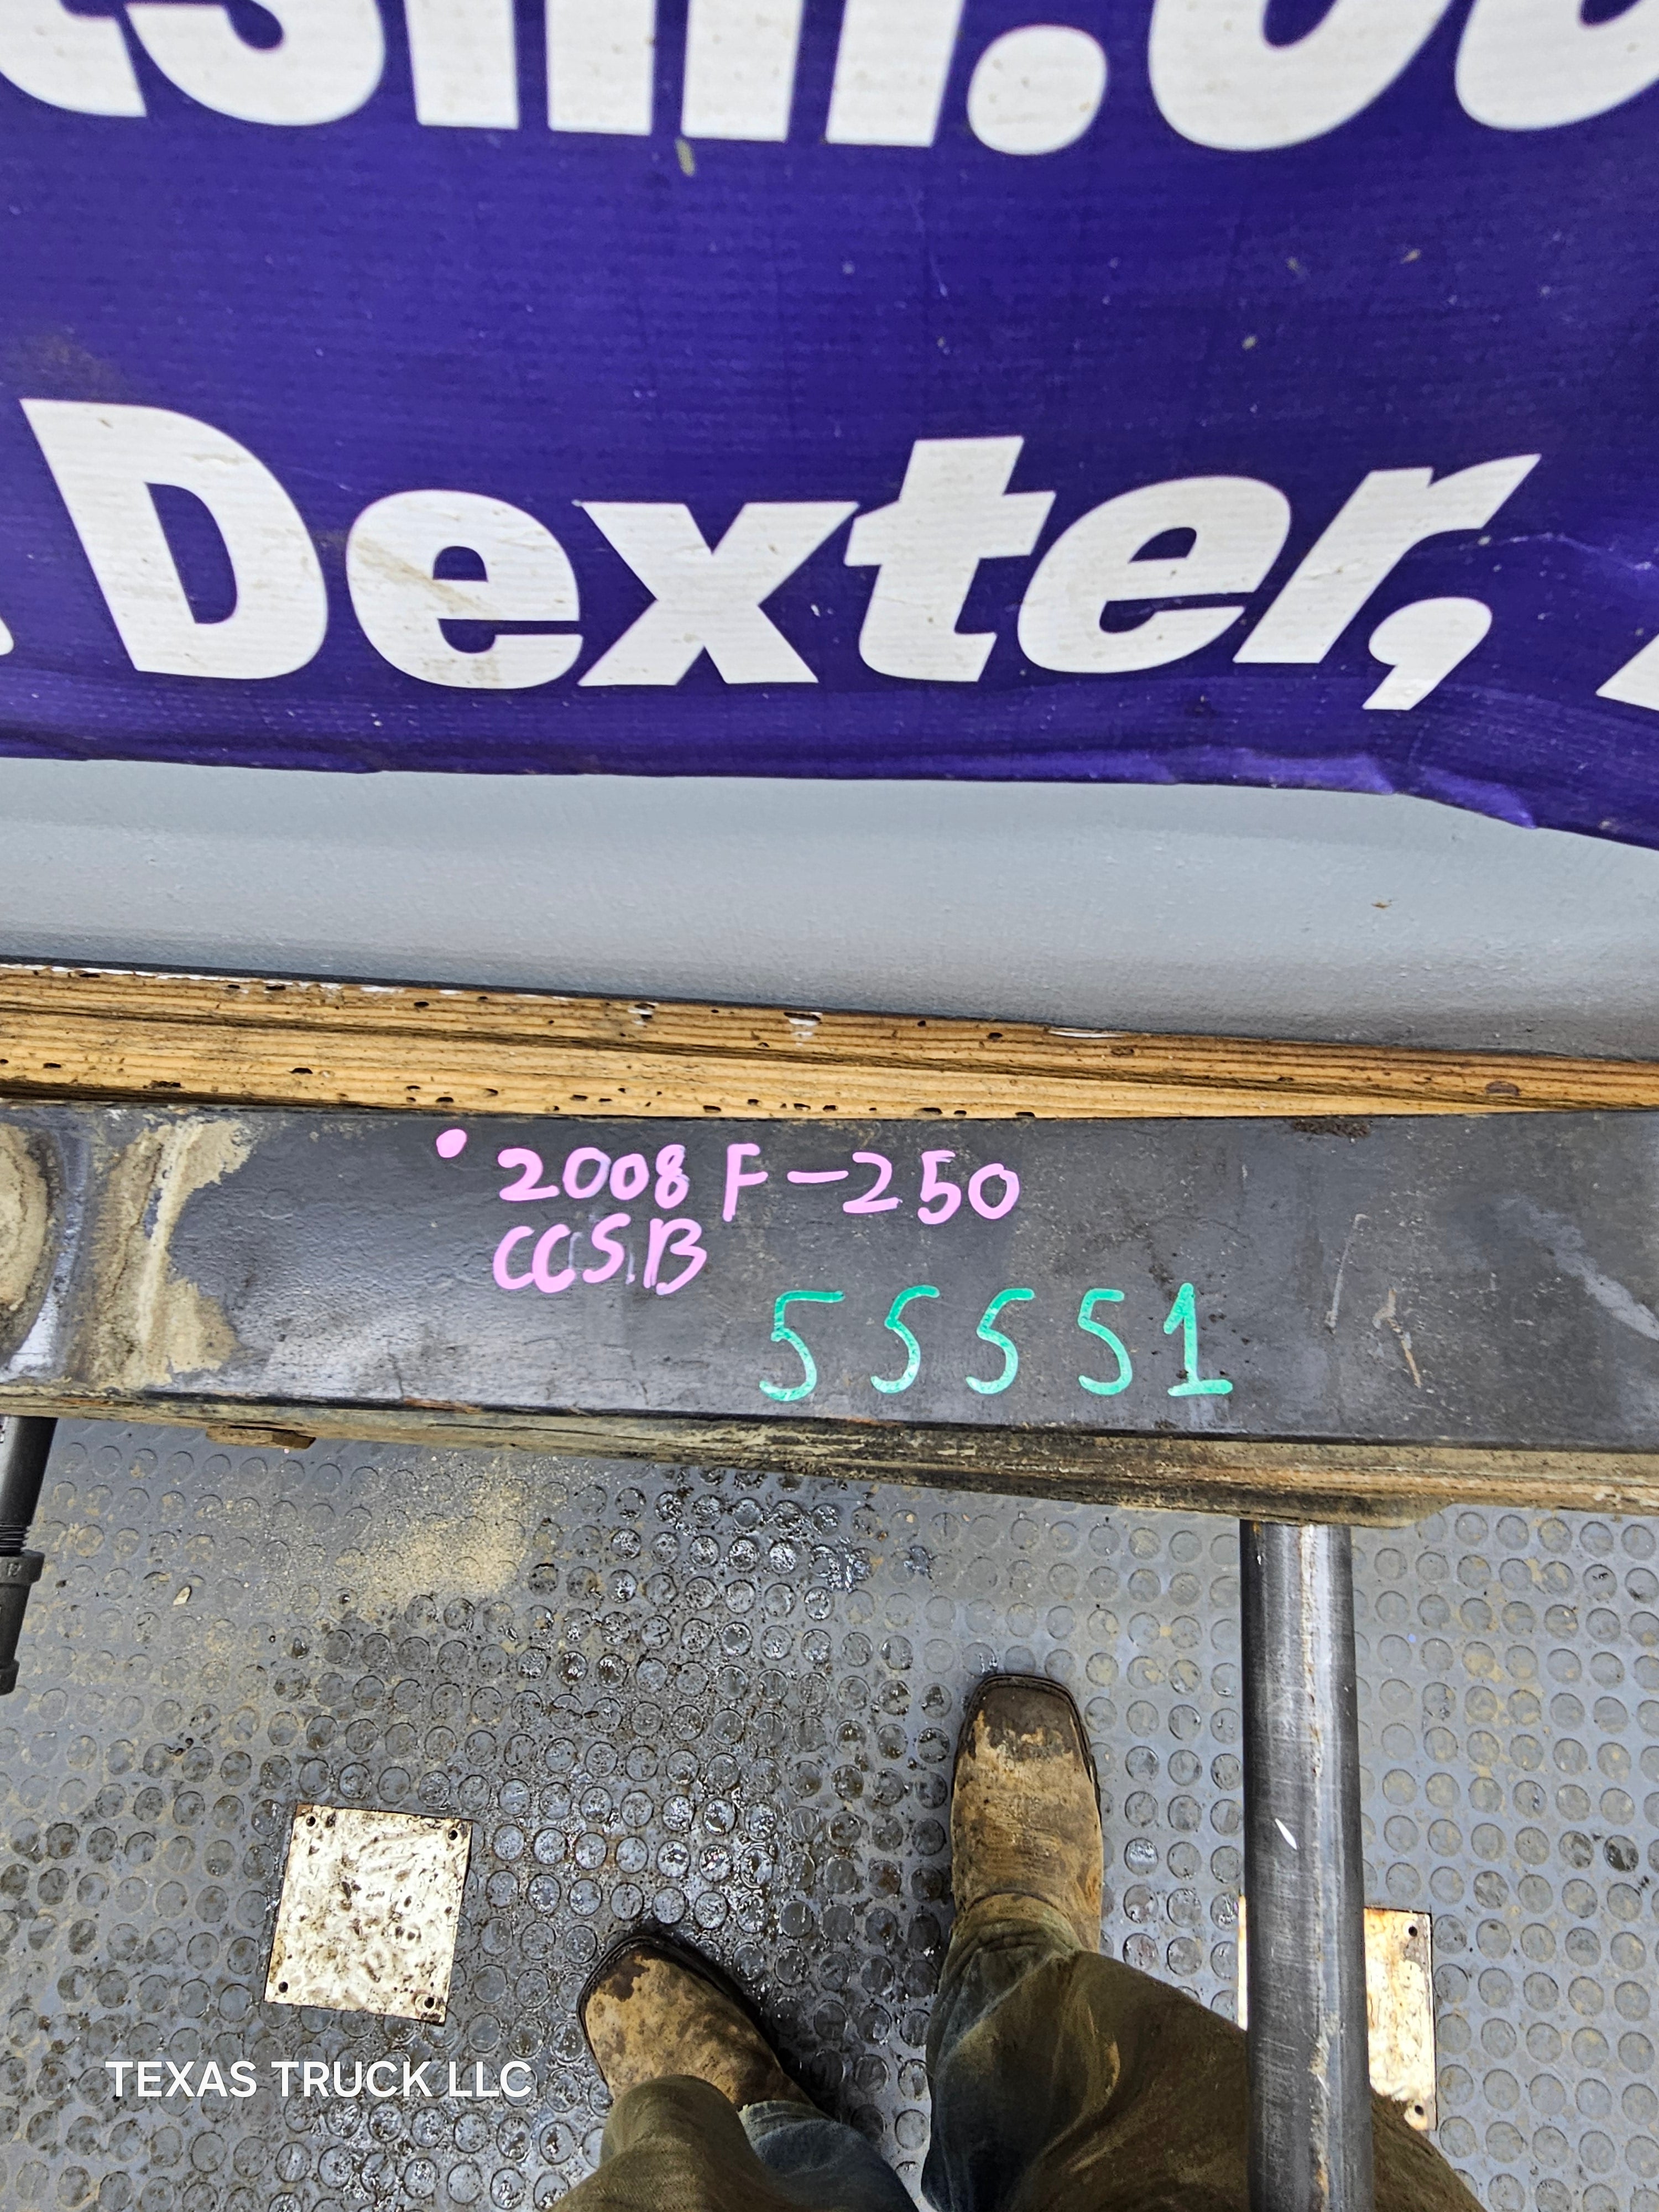 Dexter,
• 2008 F-250
CCSB
55551
TEXAS TRUCK LLC